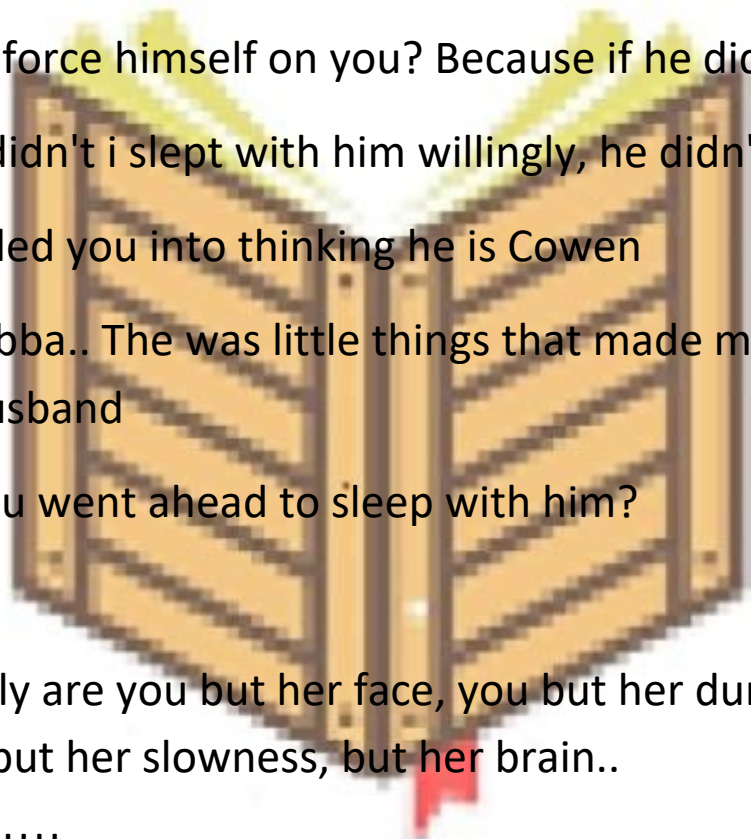 force himself on you? Because if he did
didn't i slept with him willingly, he didn'
led you into thinking he is Cowen
bba.. The was little things that made m
usband
u went ahead to sleep with him?
ly are you but her face, you but her du
but her slowness, but her brain..
.....